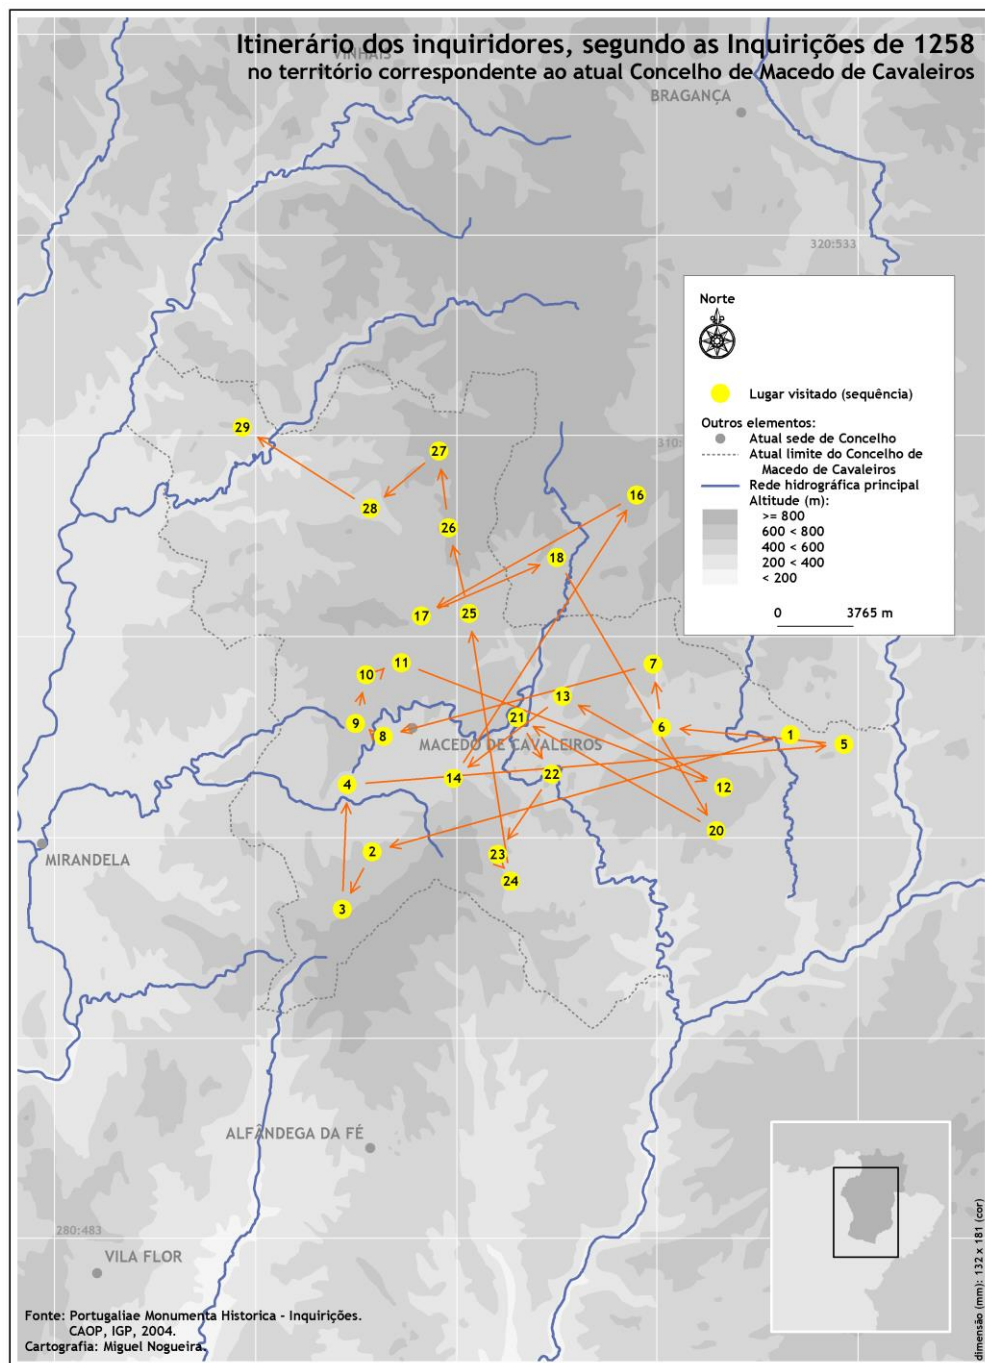 Itinerário dos inquiridores, segundo as Inquirições de 1258
no território correspondente ao atual Concelho de Macedo de Cavaleiros
VINHAIS
BRAGANÇA
320:533
Norte
Lugar visitado (sequência)
Outros elementos:
Atual sede de Concelho
Atual limite do Concelho de
Macedo de Cavaleiros
Rede hidrográfica principal
Altitude (m):
>= 800
600 < 800
400 < 600
200 < 400
< 200
0 3765 m
310:
29
27
16
28
26
18
17
25
11
7
10
13
21
9
6
8
1
5
MACEDO DE CAVALEIROS
22
14
4
12
20
2
23
MIRANDELA
24
3
ALFÂNDEGA DA FÉ
280:483
VILA FLOR
Fonte: Portugaliae Monumenta Historica - Inquirições.
CAOP, IGP, 2004.
Cartografia: Miguel Nogueira.
dimensão (mm): 132 x 181 (cor)